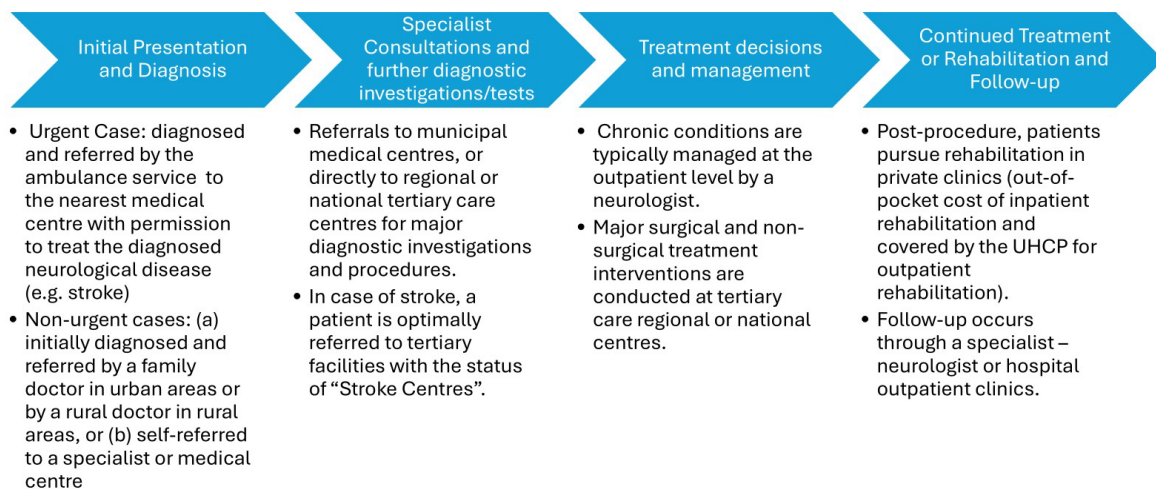 Initial Presentation
and Diagnosis
Specialist
Consultations and
further diagnostic
investigations/tests
Treatment decisions
and management
Continued Treatment
or Rehabilitation and
Follow-up
• Urgent Case: diagnosed
and referred by the
ambulance service to
the nearest medical
centre with permission
to treat the diagnosed
neurological disease
(e.g. stroke)
• Non-urgent cases: (a)
initially diagnosed and
referred by a family
doctor in urban areas or
by a rural doctor in rural
areas, or (b) self-referred
to a specialist or medical
centre
• Referrals to municipal
medical centres, or
directly to regional or
national tertiary care
centres for major
diagnostic investigations
and procedures.
• In case of stroke, a
patient is optimally
referred to tertiary
facilities with the status
of “Stroke Centres”.
• Chronic conditions are
typically managed at the
outpatient level by a
neurologist.
• Major surgical and non-
surgical treatment
interventions are
conducted at tertiary
care regional or national
centres.
• Post-procedure, patients
pursue rehabilitation in
private clinics (out-of-
pocket cost of inpatient
rehabilitation and
covered by the UHCP for
outpatient
rehabilitation).
• Follow-up occurs
through a specialist –
neurologist or hospital
outpatient clinics.